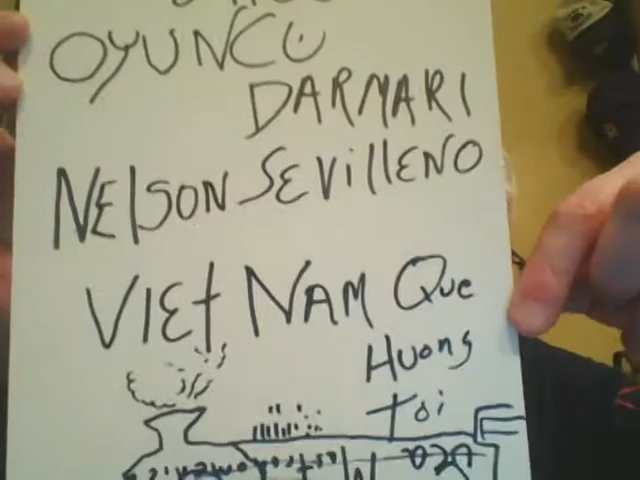 OYUNCU
DARMARI
NELSON SEVILLENO
VIEt NAM Que
Huong
toi